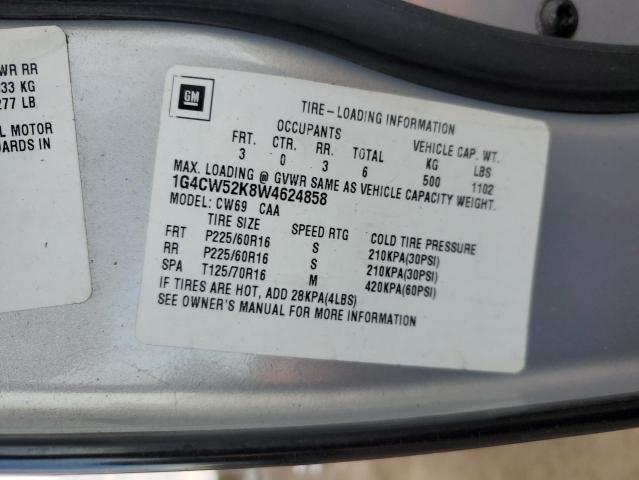 WR RR
33 KG
277 LB
L MOTOR
DARDS IN
GM
TIRE-LOADING INFORMATION
OCCUPANTS VEHICLE CAP. WT.
FRT. CTR. RR. TOTAL KG LBS
3 0 3 6 500 1102
MAX. LOADING @ GVWR SAME AS VEHICLE CAPACITY WEIGHT.
1G4CW52K8W4624858
MODEL: CW69 CAA
TIRE SIZE SPEED RTG COLD TIRE PRESSURE
FRT P225/60R16 S 210KPA(30PSI)
RR P225/60R16 S 210KPA(30PSI)
SPA T125/70R16 M 420KPA(60PSI)
IF TIRES ARE HOT, ADD 28KPA(4LBS)
SEE OWNER'S MANUAL FOR MORE INFORMATION